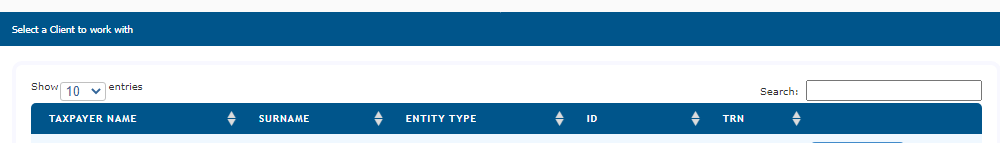 Select a Client to work with
Show 10 entries
Search:
TAXPAYER NAME SURNAME ENTITY TYPE ID TRN